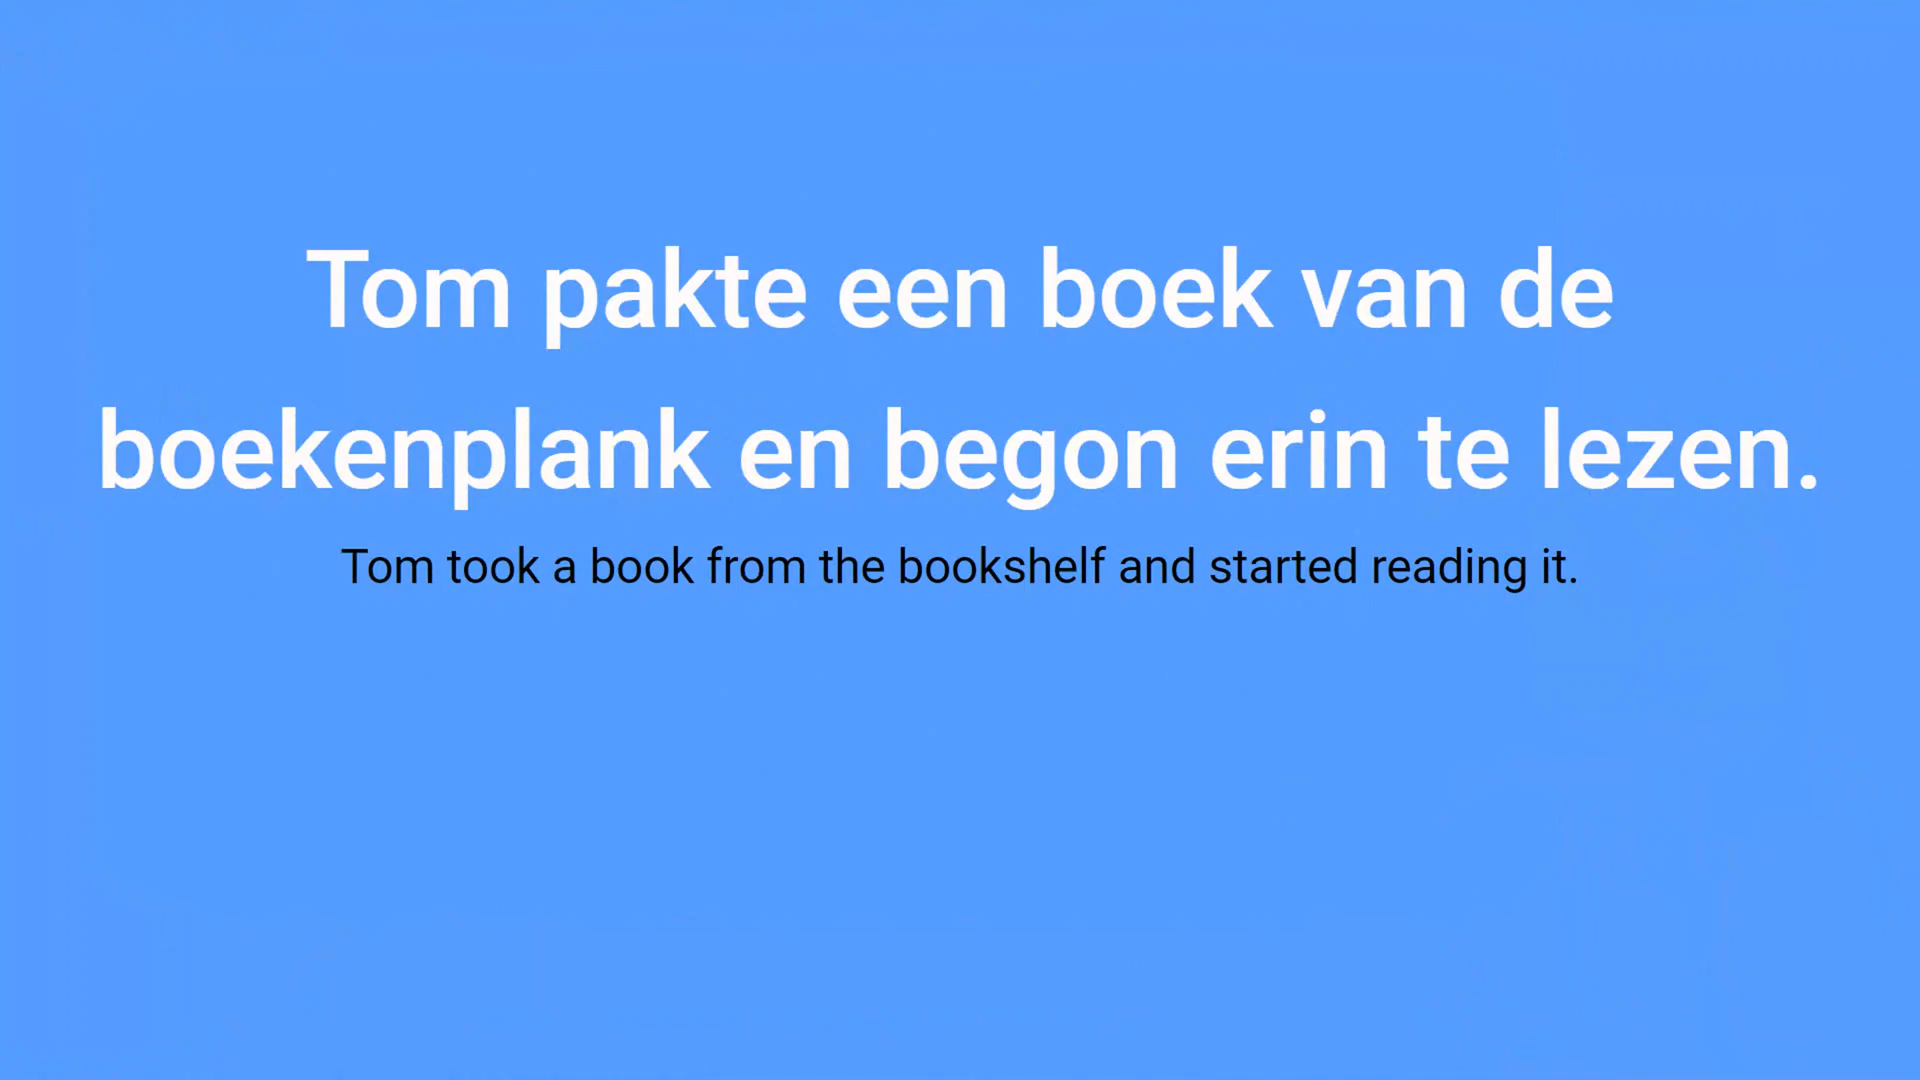 Tom pakte een boek van de
boekenplank en begon erin te lezen.
Tom took a book from the bookshelf and started reading it.